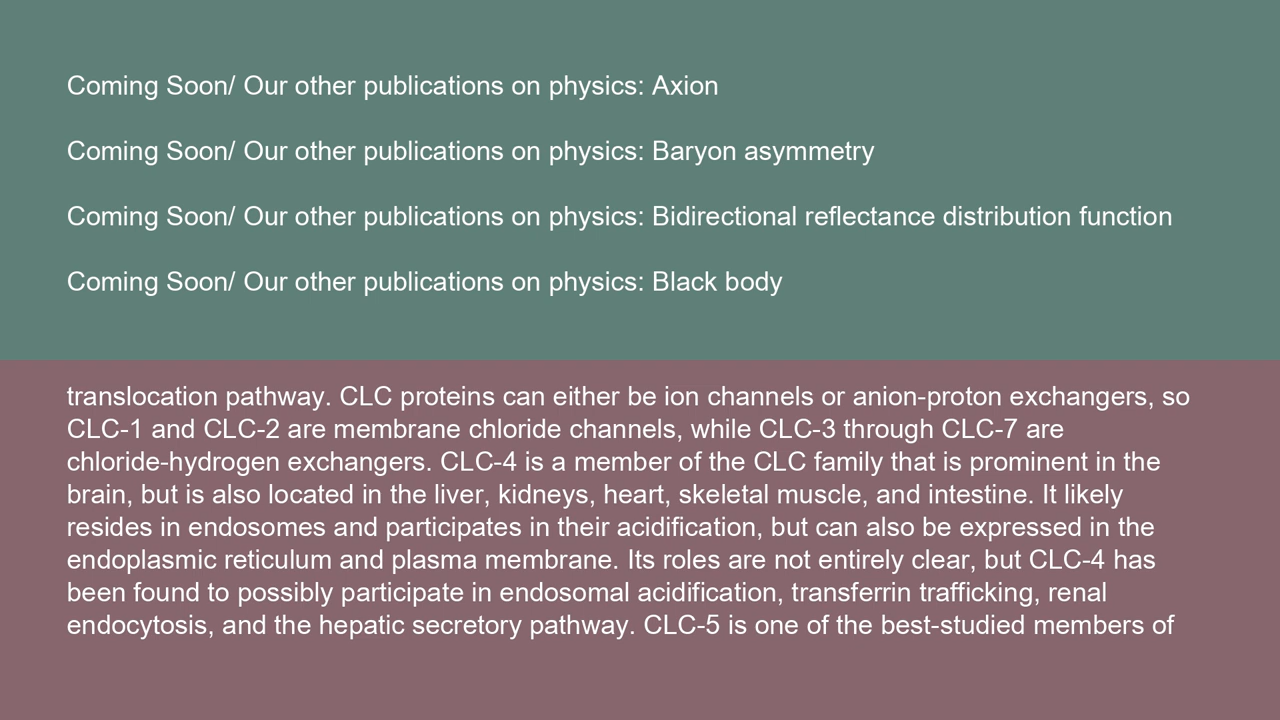 Coming Soon/ Our other publications on physics: Axion
Coming Soon/ Our other publications on physics: Baryon asymmetry
Coming Soon/ Our other publications on physics: Bidirectional reflectance distribution function
Coming Soon/ Our other publications on physics: Black body
translocation pathway. CLC proteins can either be ion channels or anion-proton exchangers, so
CLC-1 and CLC-2 are membrane chloride channels, while CLC-3 through CLC-7 are
chloride-hydrogen exchangers. CLC-4 is a member of the CLC family that is prominent in the
brain, but is also located in the liver, kidneys, heart, skeletal muscle, and intestine. It likely
resides in endosomes and participates in their acidification, but can also be expressed in the
endoplasmic reticulum and plasma membrane. Its roles are not entirely clear, but CLC-4 has
been found to possibly participate in endosomal acidification, transferrin trafficking, renal
endocytosis, and the hepatic secretory pathway. CLC-5 is one of the best-studied members of